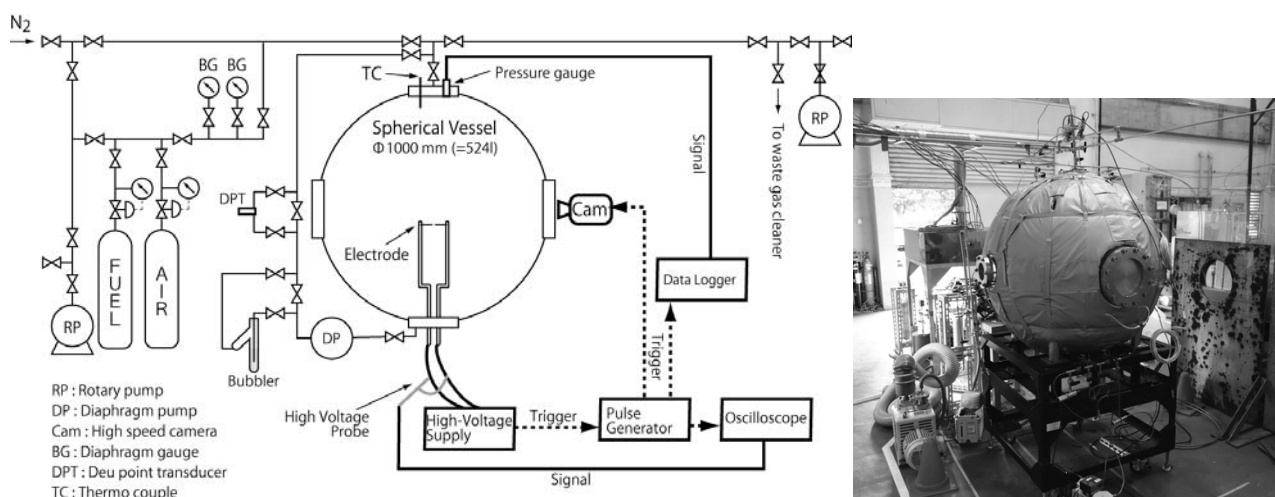 N2
BG
BG
TC
Pressure gauge
RP
Spherical Vessel
Φ1000 mm (=524l)
Signal
To waste gas cleaner
DPT
Cam
Electrode
FUEL
AIR
Data Logger
RP
DP
Trigger
Bubbler
High Voltage
Probe
High-Voltage
Supply
Trigger
Pulse
Generator
Oscilloscope
Signal
RP : Rotary pump
DP : Diaphragm pump
Cam : High speed camera
BG : Diaphragm gauge
DPT : Deu point transducer
TC : Thermo couple